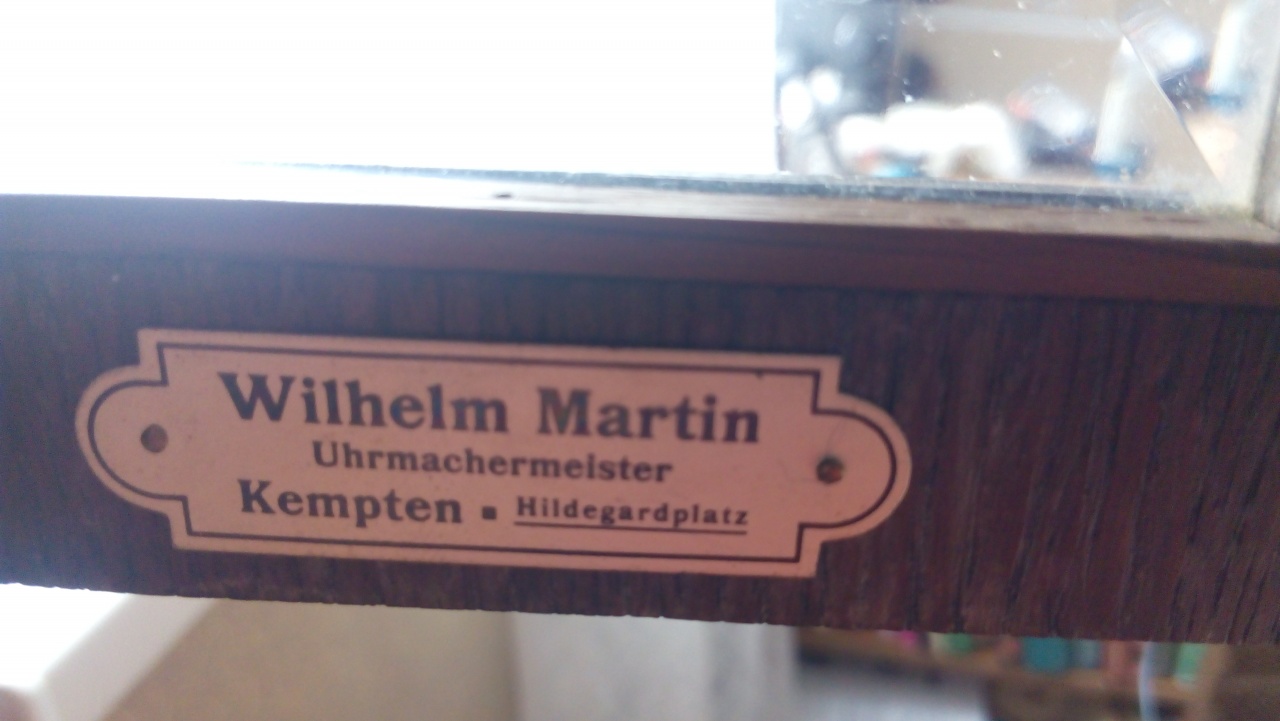 Wilhelm Martin
Uhrmachermeister
Kempten ▪ Hildegardplatz